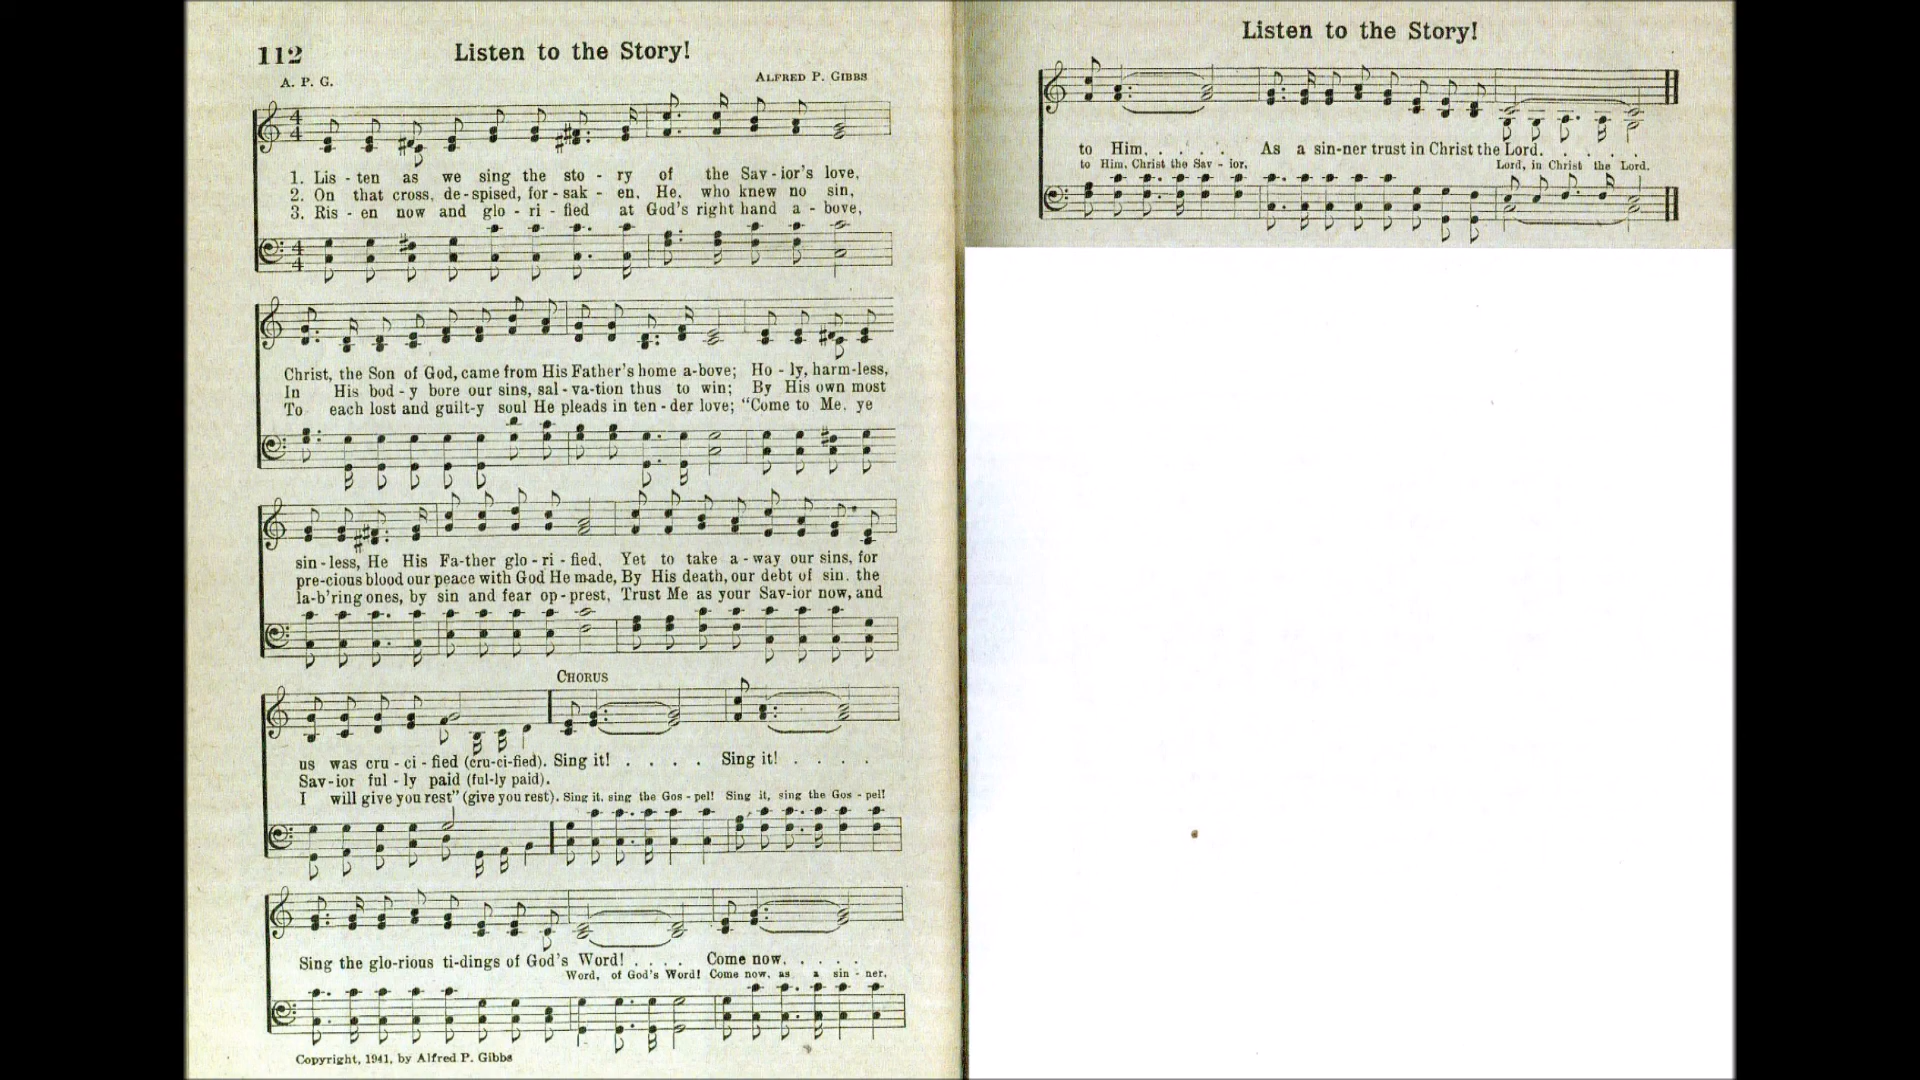 112
Listen to the Story!
A. P. G.
ALFRED P. GIBBS
1. Lis - ten as we sing the sto - ry of the Sav - ior's love,
2. On that cross, de - spised, for - sak - en, He, who knew no sin,
3. Ris - en now and glo - ri - fied at God's right hand a - bove,
Christ, the Son of God, came from His Father's home a-bove; Ho - ly, harm-less,
In His bod - y bore our sins, sal - va-tion thus to win; By His own most
To each lost and guilt-y soul He pleads in ten - der love; "Come to Me, ye
sin - less, He His Fa-ther glo - ri - fied, Yet to take a - way our sins, for
pre-cious blood our peace with God He made, By His death, our debt of sin, the
la-b'ring ones, by sin and fear op - prest, Trust Me as your Sav-ior now, and
CHORUS
us was cru - ci - fied (cru-ci-fied). Sing it! . . . . Sing it! . . . .
Sav-ior ful - ly paid (ful-ly paid).
I will give you rest" (give you rest). Sing it, sing the Gos - pel! Sing it, sing the Gos - pel!
Sing the glo-rious ti-dings of God's Word! . . . . Come now, . . . . .
Word, of God's Word! Come now, as a sin - ner,
Copyright, 1941, by Alfred P. Gibbs
Listen to the Story!
to Him, . . . . . As a sin-ner trust in Christ the Lord. . . . . .
to Him, Christ the Sav - ior, Lord, in Christ the Lord.